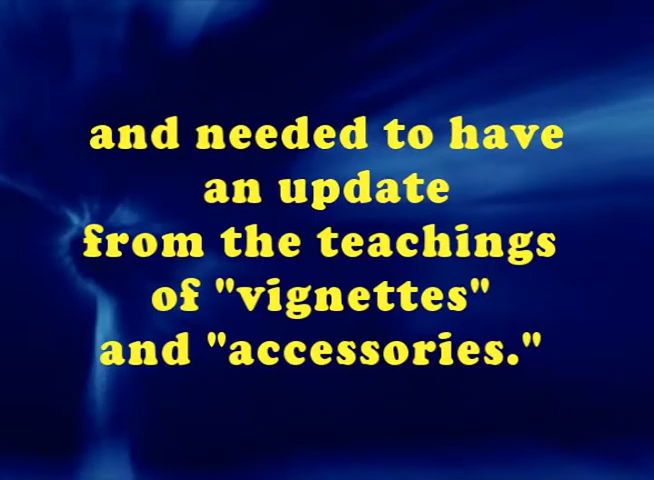 and needed to have
an update
from the teachings
of "vignettes"
and "accessories."